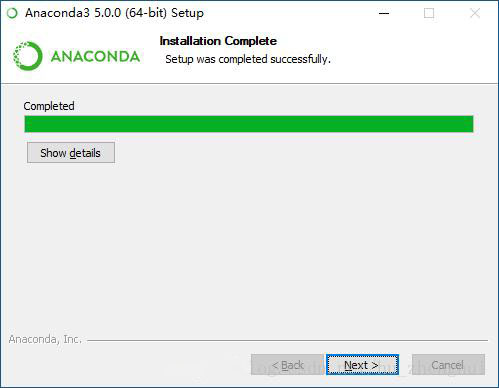 Anaconda3 5.0.0 (64-bit) Setup
ANACONDA
Installation Complete
Setup was completed successfully.
Completed
Show details
Anaconda, Inc.
< Back
Next >
Cancel